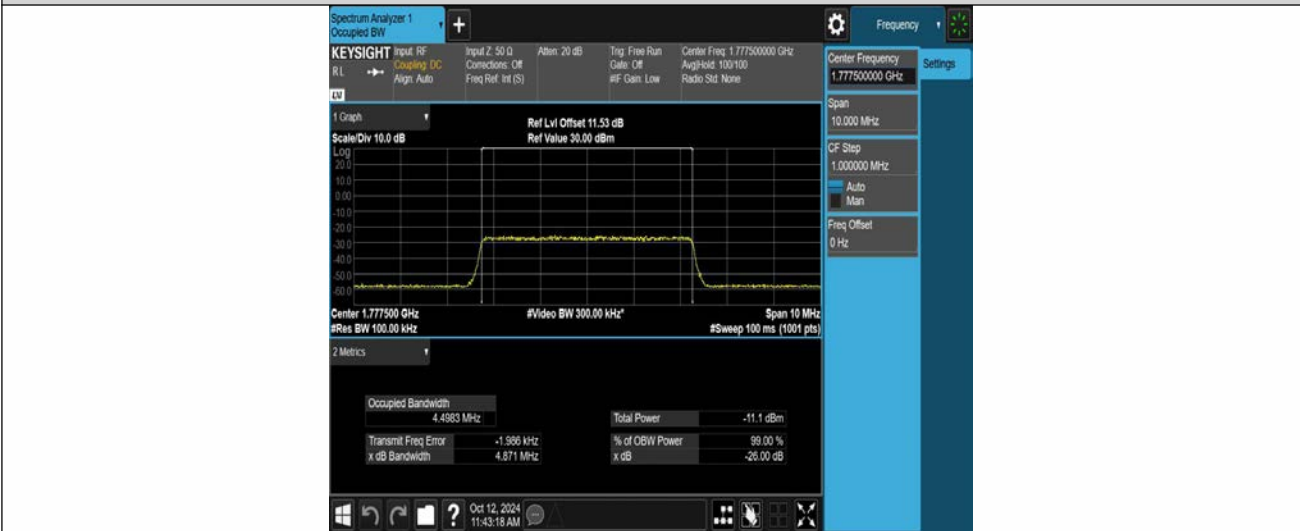 Spectrum Analyzer 1
Occupied BW
+
Frequency
KEYSIGHT
RL
Input: RF
Coupling: DC
Align: Auto
Input Z: 50 Ω
Corrections: Off
Freq Ref: Int (S)
Atten: 20 dB
Trig: Free Run
Gate: Off
#IF Gain: Low
Center Freq: 1.777500000 GHz
Avg|Hold: 100/100
Radio Std: None
1 Graph
Scale/Div 10.0 dB
Ref Lvl Offset 11.53 dB
Ref Value 30.00 dBm
Log
20.0
10.0
0.00
-10.0
-20.0
-30.0
-40.0
-50.0
-60.0
Center 1.777500 GHz
#Video BW 300.00 kHz*
Span 10 MHz
#Res BW 100.00 kHz
#Sweep 100 ms (1001 pts)
2 Metrics
Occupied Bandwidth
4.4983 MHz
Total Power -11.1 dBm
Transmit Freq Error -1.986 kHz
% of OBW Power 99.00 %
x dB Bandwidth 4.871 MHz
x dB -26.00 dB
Oct 12, 2024
11:43:18 AM
?
Center Frequency
1.777500000 GHz
Settings
Span
10.000 MHz
CF Step
1.000000 MHz
Auto
Man
Freq Offset
0 Hz